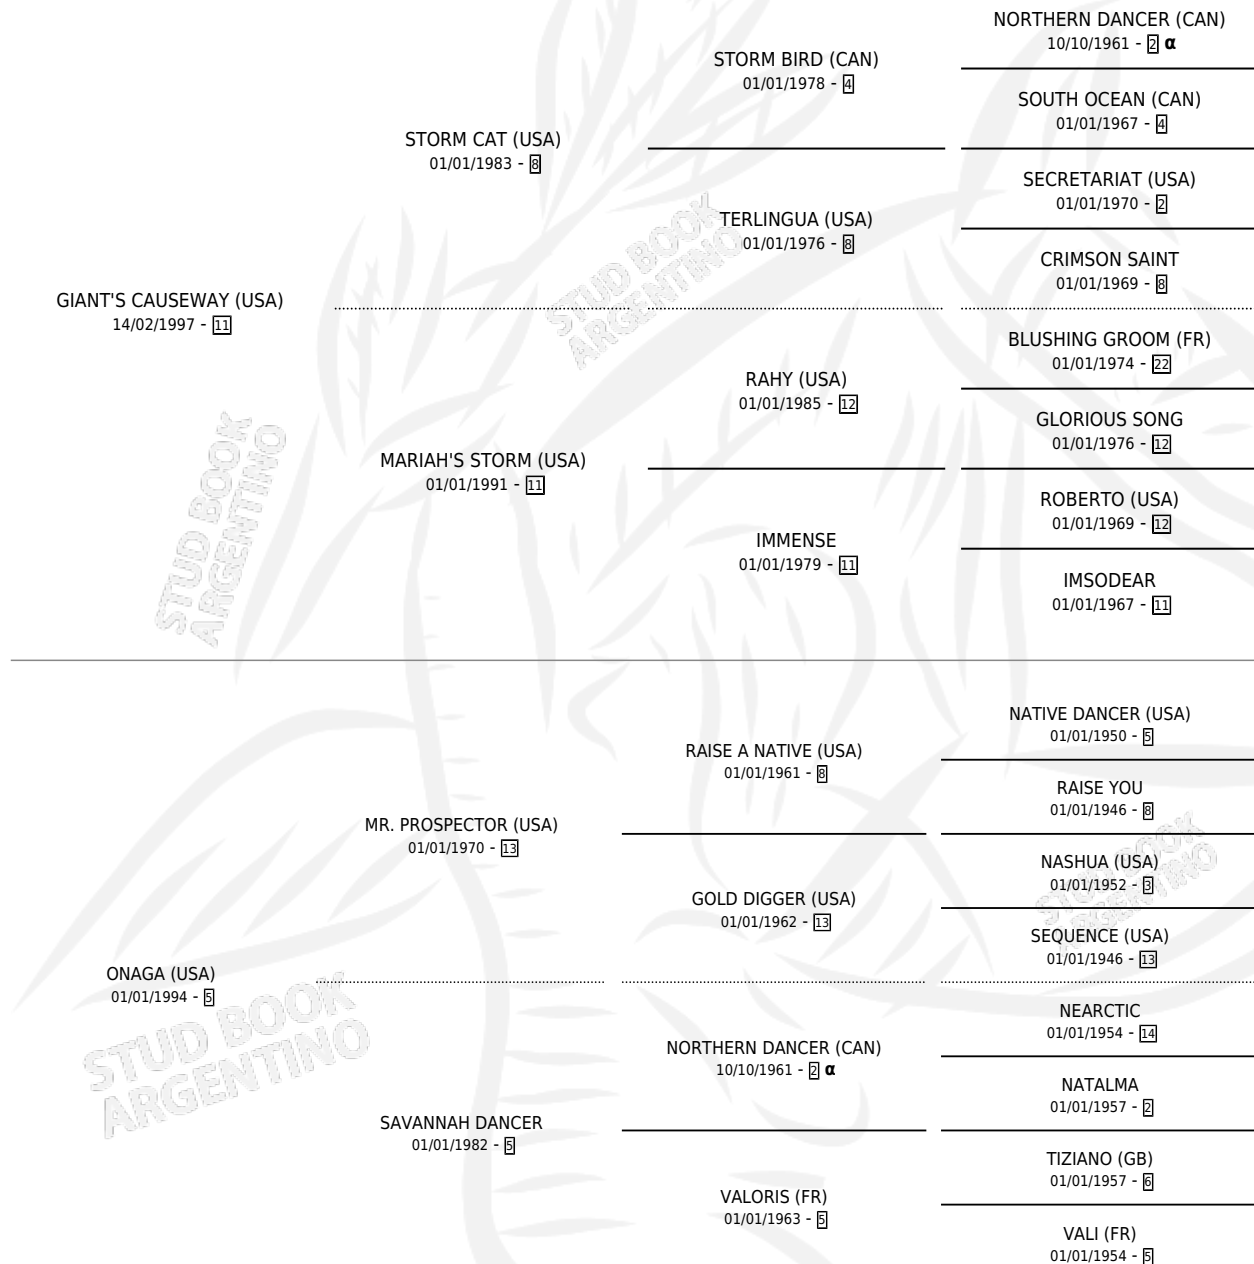 NORTHERN DANCER (CAN)
10/10/1961 - 2 α
STORM BIRD (CAN)
01/01/1978 - 4
SOUTH OCEAN (CAN)
01/01/1967 - 4
STORM CAT (USA)
01/01/1983 - 8
SECRETARIAT (USA)
01/01/1970 - 2
TERLINGUA (USA)
01/01/1976 - 8
CRIMSON SAINT
01/01/1969 - 8
GIANT'S CAUSEWAY (USA)
14/02/1997 - 11
BLUSHING GROOM (FR)
01/01/1974 - 22
RAHY (USA)
01/01/1985 - 12
GLORIOUS SONG
01/01/1976 - 12
MARIAH'S STORM (USA)
01/01/1991 - 11
ROBERTO (USA)
01/01/1969 - 12
IMMENSE
01/01/1979 - 11
IMSODEAR
01/01/1967 - 11
NATIVE DANCER (USA)
01/01/1950 - 5
RAISE A NATIVE (USA)
01/01/1961 - 8
RAISE YOU
01/01/1946 - 8
MR. PROSPECTOR (USA)
01/01/1970 - 13
NASHUA (USA)
01/01/1952 - 3
GOLD DIGGER (USA)
01/01/1962 - 13
SEQUENCE (USA)
01/01/1946 - 13
ONAGA (USA)
01/01/1994 - 5
NEARCTIC
01/01/1954 - 14
NORTHERN DANCER (CAN)
10/10/1961 - 2 α
NATALMA
01/01/1957 - 2
SAVANNAH DANCER
01/01/1982 - 5
TIZIANO (GB)
01/01/1957 - 6
VALORIS (FR)
01/01/1963 - 5
VALI (FR)
01/01/1954 - 5
STUD BOOK
ARGENTINO
STUD BOOK
ARGENTINO
STUD BOOK
ARGENTINO
STUD BOOK
ARGENTINO